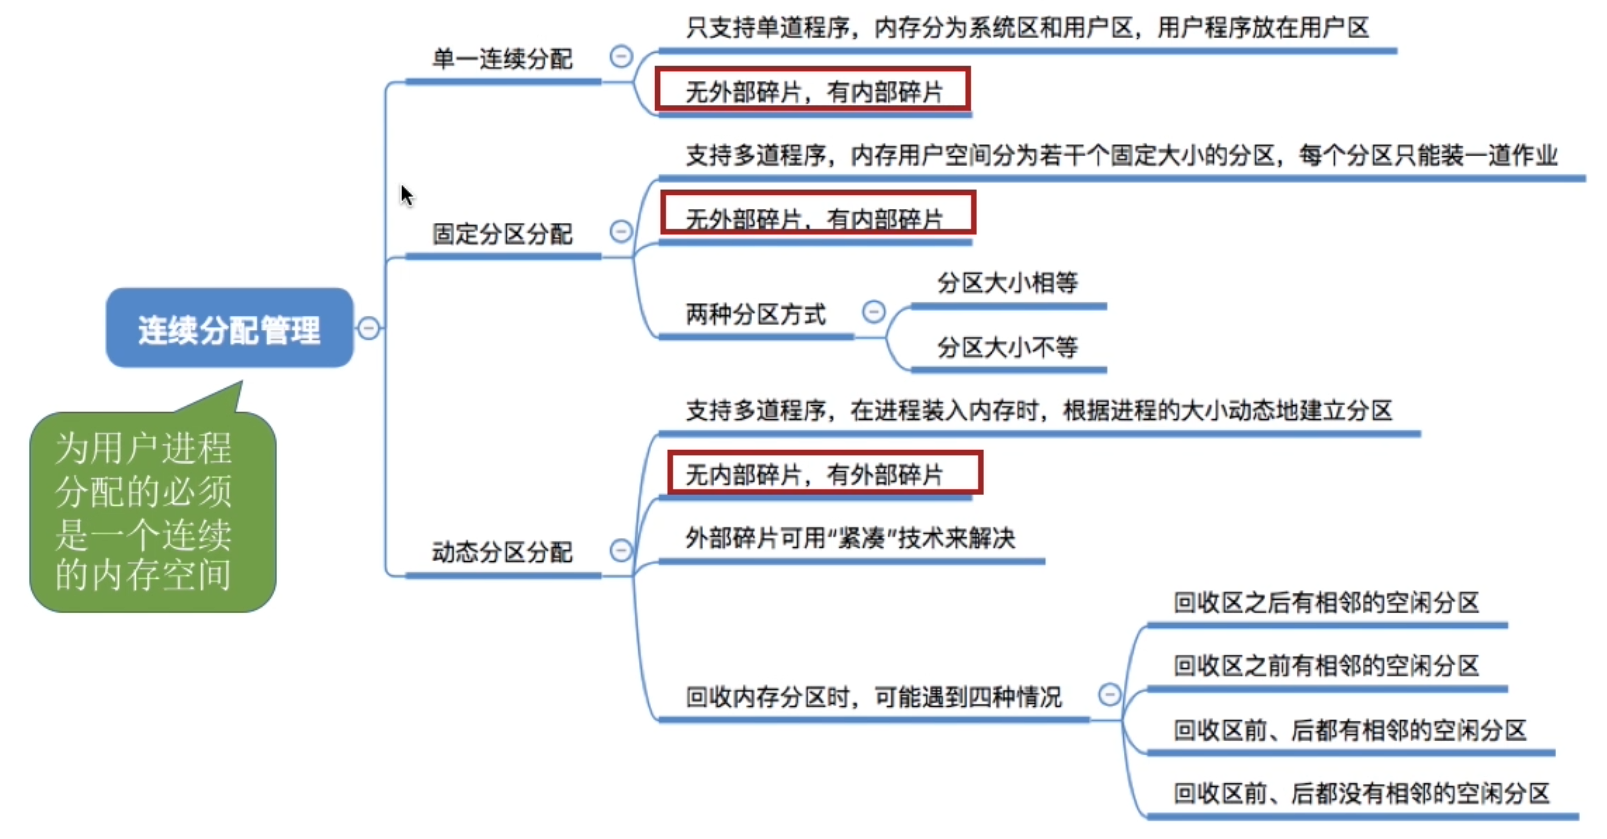 只支持单道程序，内存分为系统区和用户区，用户程序放在用户区
单一连续分配
无外部碎片，有内部碎片
支持多道程序，内存用户空间分为若干个固定大小的分区，每个分区只能装一道作业
无外部碎片，有内部碎片
固定分区分配
分区大小相等
两种分区方式
分区大小不等
连续分配管理
为用户进程
分配的必须
是一个连续
的内存空间
支持多道程序，在进程装入内存时，根据进程的大小动态地建立分区
无内部碎片，有外部碎片
外部碎片可用“紧凑”技术来解决
动态分区分配
回收区之后有相邻的空闲分区
回收区之前有相邻的空闲分区
回收内存分区时，可能遇到四种情况
回收区前、后都有相邻的空闲分区
回收区前、后都没有相邻的空闲分区